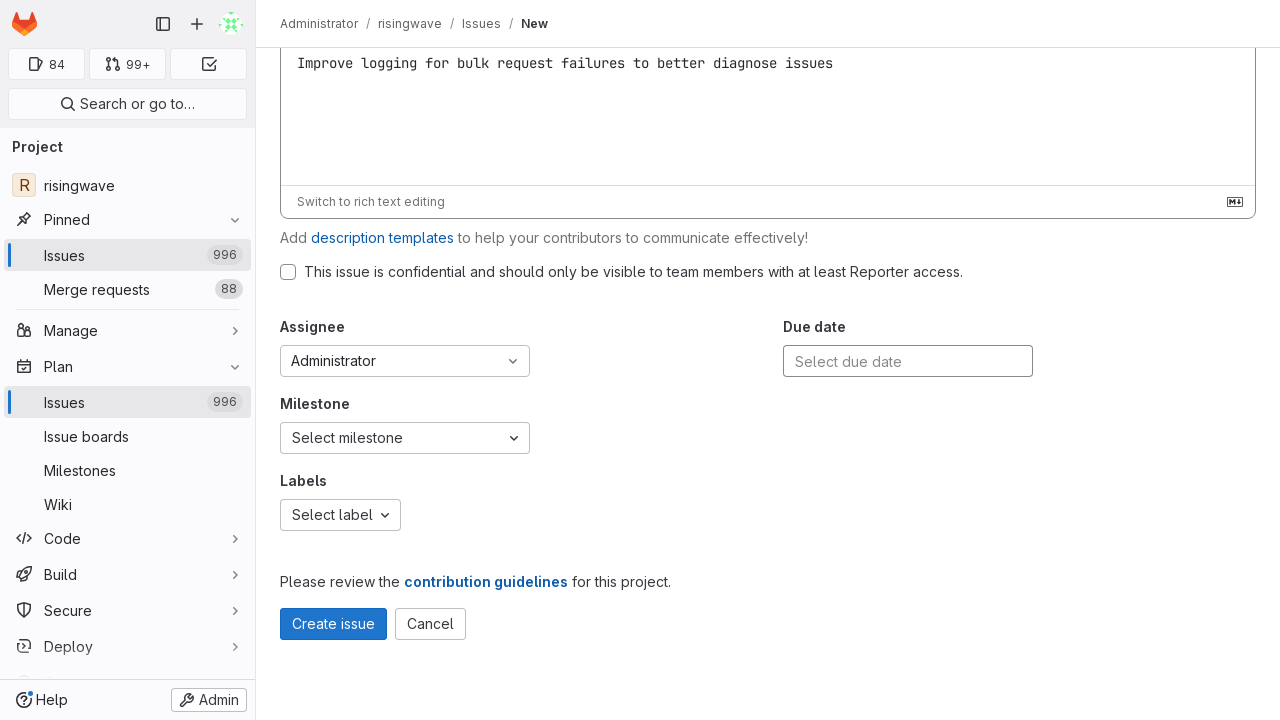 Administrator / risingwave / Issues / New
84 99+
Search or go to…
Project
R risingwave
Pinned
Issues 996
Merge requests 88
Manage
Plan
Issues 996
Issue boards
Milestones
Wiki
Code
Build
Secure
Deploy
Help
Admin
Improve logging for bulk request failures to better diagnose issues
Switch to rich text editing
Add description templates to help your contributors to communicate effectively!
This issue is confidential and should only be visible to team members with at least Reporter access.
Assignee
Administrator
Due date
Select due date
Milestone
Select milestone
Labels
Select label
Please review the contribution guidelines for this project.
Create issue Cancel